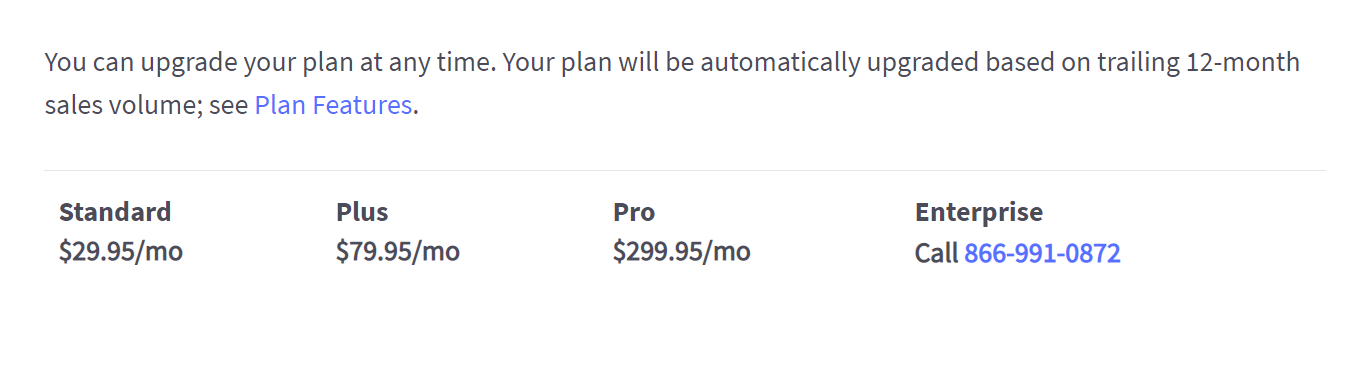 You can upgrade your plan at any time. Your plan will be automatically upgraded based on trailing 12-month
sales volume; see Plan Features.
Standard
$29.95/mo
Plus
$79.95/mo
Pro
$299.95/mo
Enterprise
Call 866-991-0872